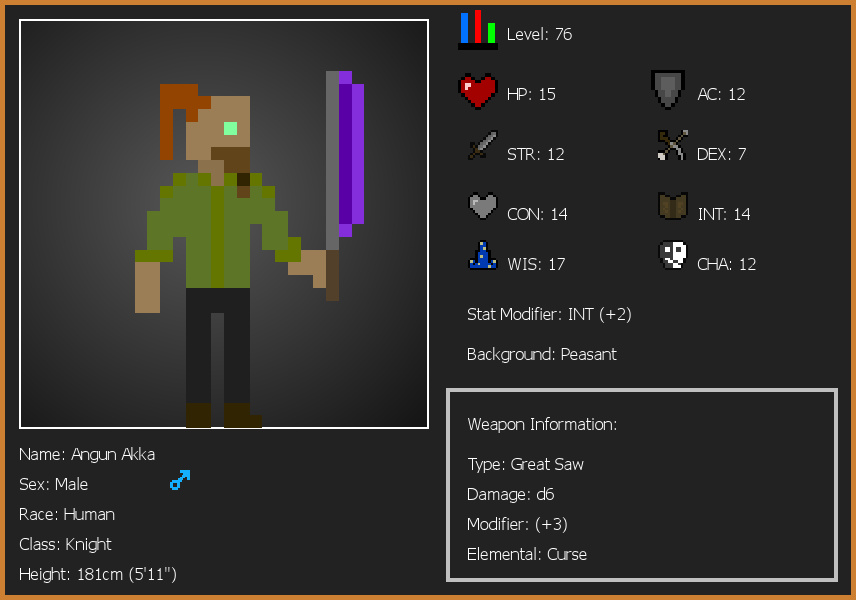 Level: 76
HP: 15
AC: 12
STR: 12
DEX: 7
CON: 14
INT: 14
WIS: 17
CHA: 12
Stat Modifier: INT (+2)
Background: Peasant
Weapon Information:
Type: Great Saw
Damage: d6
Modifier: (+3)
Elemental: Curse
Name: Angun Akka
Sex: Male
Race: Human
Class: Knight
Height: 181cm (5'11")